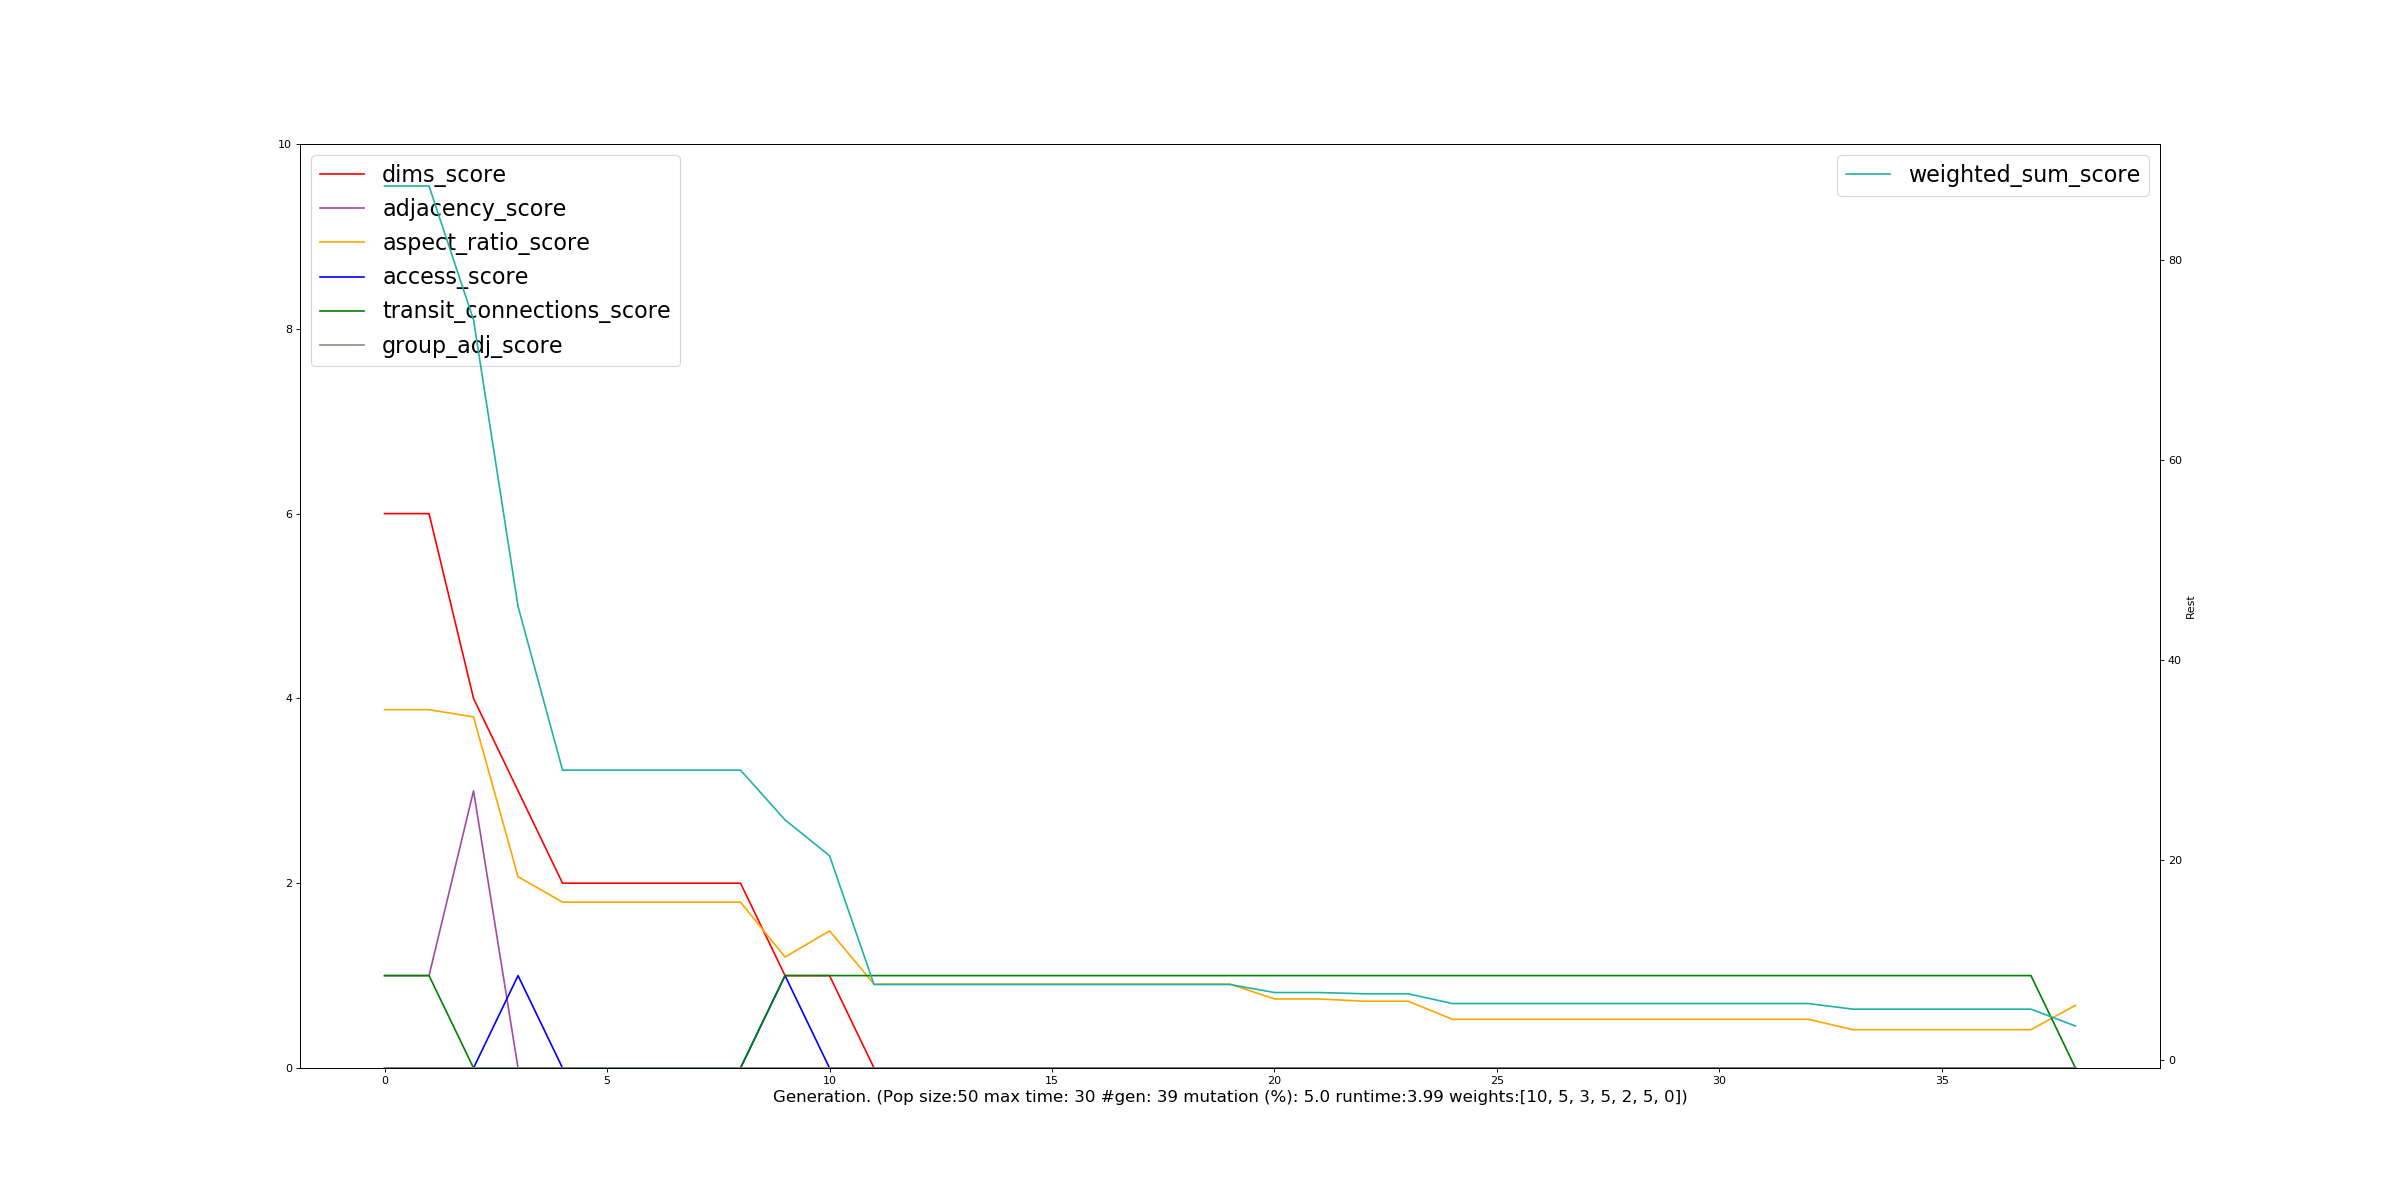 dims_score
adjacency_score
aspect_ratio_score
access_score
transit_connections_score
group_adj_score
weighted_sum_score
10
8
6
4
2
0
80
60
40
20
0
Rest
0 5 10 15 20 25 30 35
Generation. (Pop size:50 max time: 30 #gen: 39 mutation (%): 5.0 runtime:3.99 weights:[10, 5, 3, 5, 2, 5, 0])